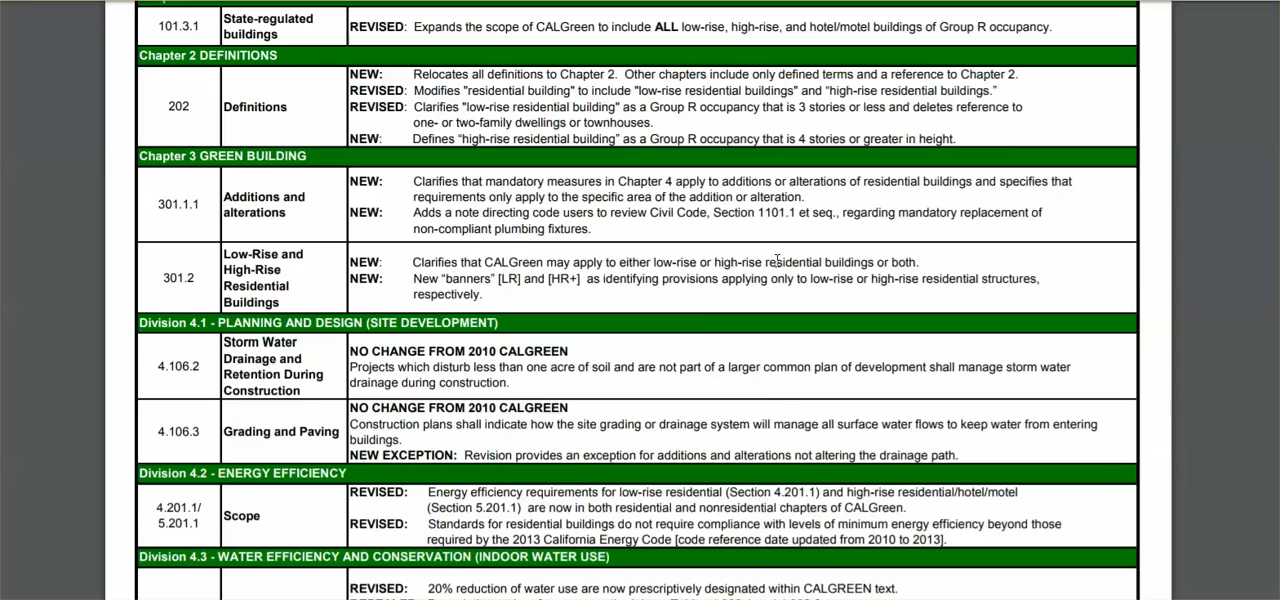 101.3.1
State-regulated
buildings
REVISED: Expands the scope of CALGreen to include ALL low-rise, high-rise, and hotel/motel buildings of Group R occupancy.
Chapter 2 DEFINITIONS
202
Definitions
NEW: Relocates all definitions to Chapter 2. Other chapters include only defined terms and a reference to Chapter 2.
REVISED: Modifies "residential building" to include "low-rise residential buildings" and “high-rise residential buildings.”
REVISED: Clarifies "low-rise residential building" as a Group R occupancy that is 3 stories or less and deletes reference to
one- or two-family dwellings or townhouses.
NEW: Defines “high-rise residential building” as a Group R occupancy that is 4 stories or greater in height.
Chapter 3 GREEN BUILDING
301.1.1
Additions and
alterations
NEW: Clarifies that mandatory measures in Chapter 4 apply to additions or alterations of residential buildings and specifies that
requirements only apply to the specific area of the addition or alteration.
NEW: Adds a note directing code users to review Civil Code, Section 1101.1 et seq., regarding mandatory replacement of
non-compliant plumbing fixtures.
301.2
Low-Rise and
High-Rise
Residential
Buildings
NEW: Clarifies that CALGreen may apply to either low-rise or high-rise residential buildings or both.
NEW: New “banners” [LR] and [HR+] as identifying provisions applying only to low-rise or high-rise residential structures,
respectively.
Division 4.1 - PLANNING AND DESIGN (SITE DEVELOPMENT)
4.106.2
Storm Water
Drainage and
Retention During
Construction
NO CHANGE FROM 2010 CALGREEN
Projects which disturb less than one acre of soil and are not part of a larger common plan of development shall manage storm water
drainage during construction.
4.106.3
Grading and Paving
NO CHANGE FROM 2010 CALGREEN
Construction plans shall indicate how the site grading or drainage system will manage all surface water flows to keep water from entering
buildings.
NEW EXCEPTION: Revision provides an exception for additions and alterations not altering the drainage path.
Division 4.2 - ENERGY EFFICIENCY
4.201.1/
5.201.1
Scope
REVISED: Energy efficiency requirements for low-rise residential (Section 4.201.1) and high-rise residential/hotel/motel
(Section 5.201.1) are now in both residential and nonresidential chapters of CALGreen.
REVISED: Standards for residential buildings do not require compliance with levels of minimum energy efficiency beyond those
required by the 2013 California Energy Code [code reference date updated from 2010 to 2013].
Division 4.3 - WATER EFFICIENCY AND CONSERVATION (INDOOR WATER USE)
REVISED: 20% reduction of water use are now prescriptively designated within CALGREEN text.